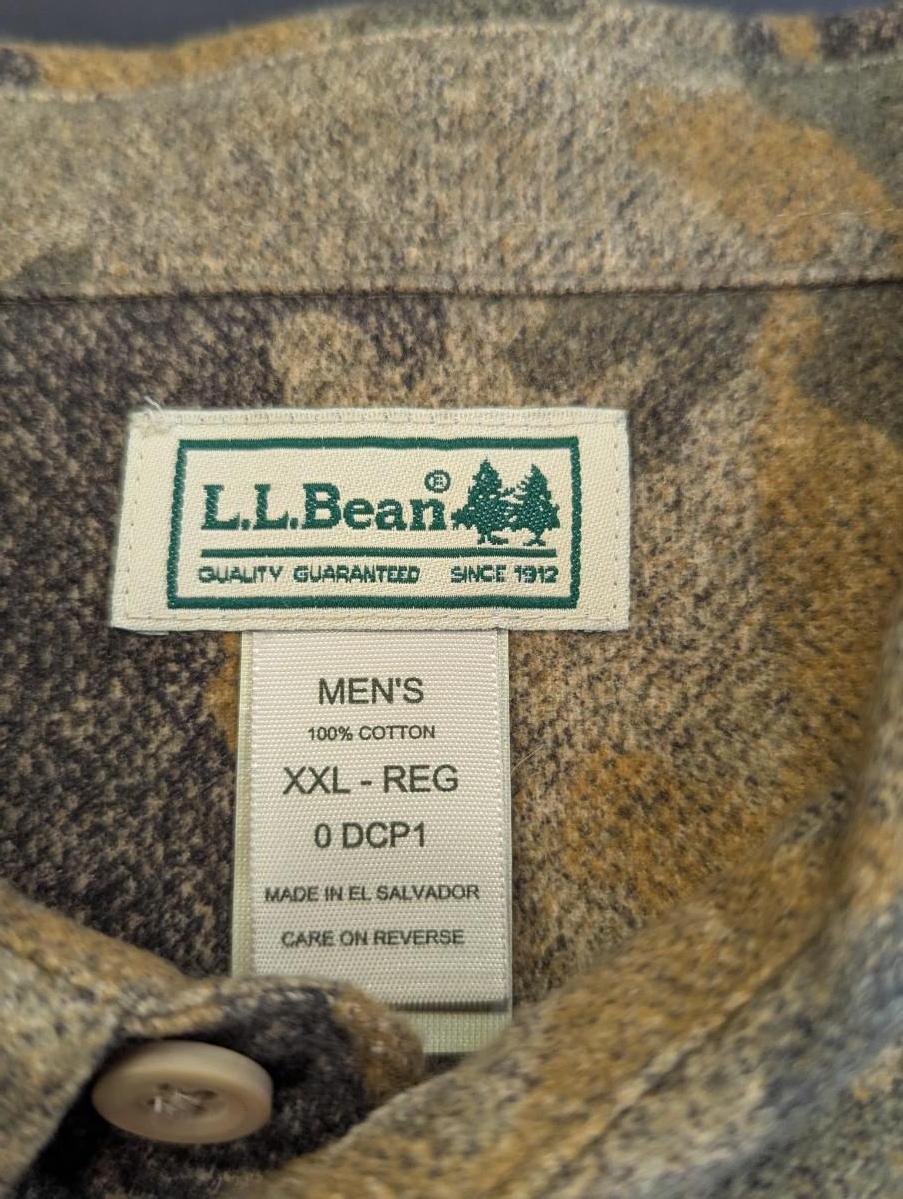 L.L.Bean®
QUALITY GUARANTEED SINCE 1912
MEN'S
100% COTTON
XXL - REG
0 DCP1
MADE IN EL SALVADOR
CARE ON REVERSE